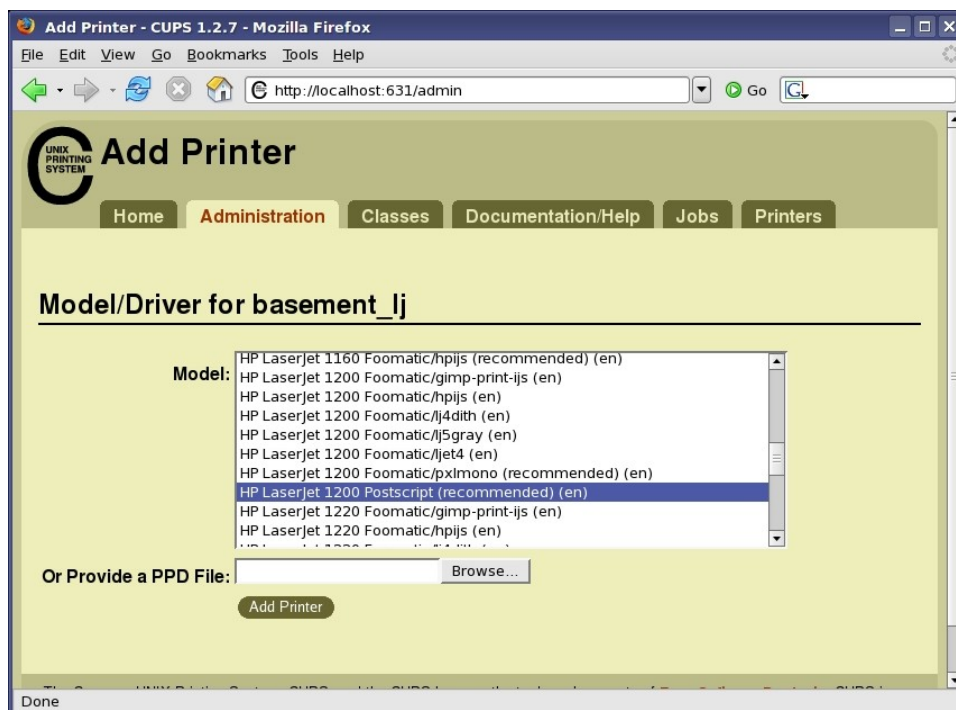 Add Printer - CUPS 1.2.7 - Mozilla Firefox
File Edit View Go Bookmarks Tools Help
http://localhost:631/admin Go G
UNIX
PRINTING
SYSTEM
Add Printer
Home Administration Classes Documentation/Help Jobs Printers
Model/Driver for basement_lj
Model:
HP LaserJet 1160 Foomatic/hpijs (recommended) (en)
HP LaserJet 1200 Foomatic/gimp-print-ijs (en)
HP LaserJet 1200 Foomatic/hpijs (en)
HP LaserJet 1200 Foomatic/lj4dith (en)
HP LaserJet 1200 Foomatic/lj5gray (en)
HP LaserJet 1200 Foomatic/ljet4 (en)
HP LaserJet 1200 Foomatic/pxlmono (recommended) (en)
HP LaserJet 1200 Postscript (recommended) (en)
HP LaserJet 1220 Foomatic/gimp-print-ijs (en)
HP LaserJet 1220 Foomatic/hpijs (en)
Or Provide a PPD File: Browse...
Add Printer
Done